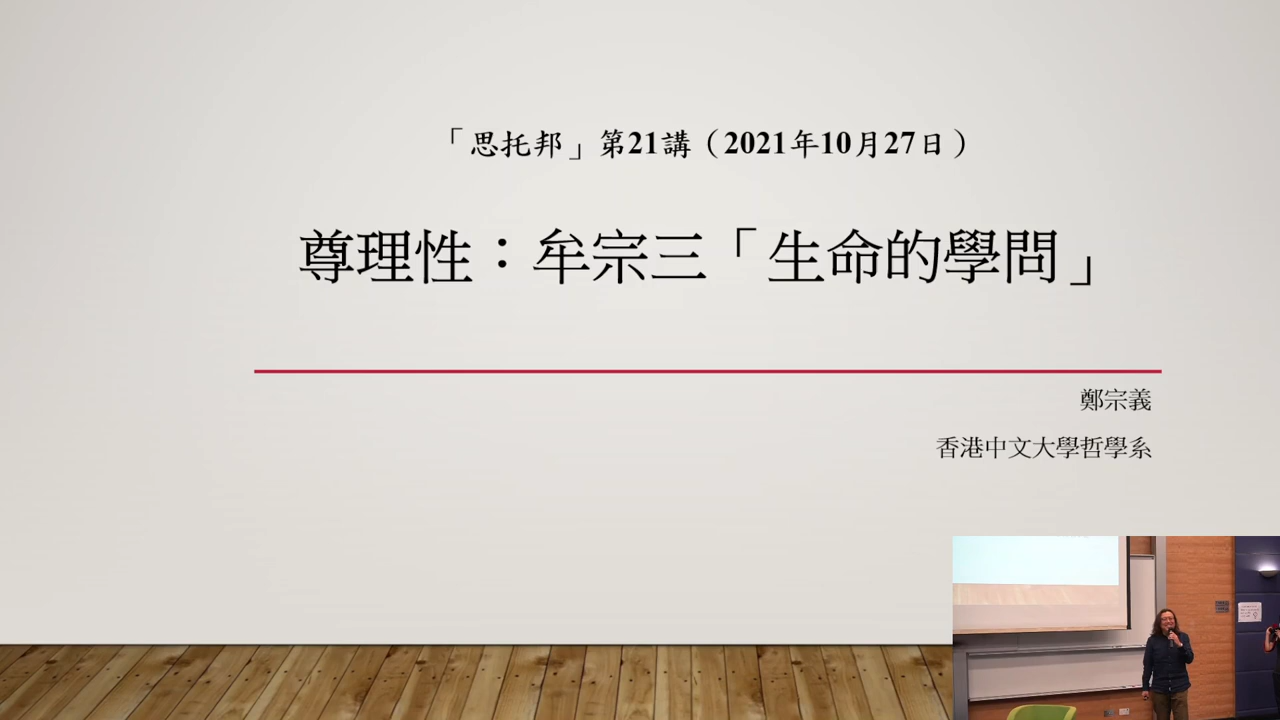 「思托邦」第21講（2021年10月27日）
尊理性：牟宗三「生命的學問」
鄭宗義
香港中文大學哲學系